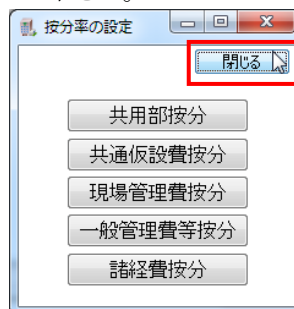 按分率の設定
閉じる
共用部按分
共通仮設費按分
現場管理費按分
一般管理費等按分
諸経費按分